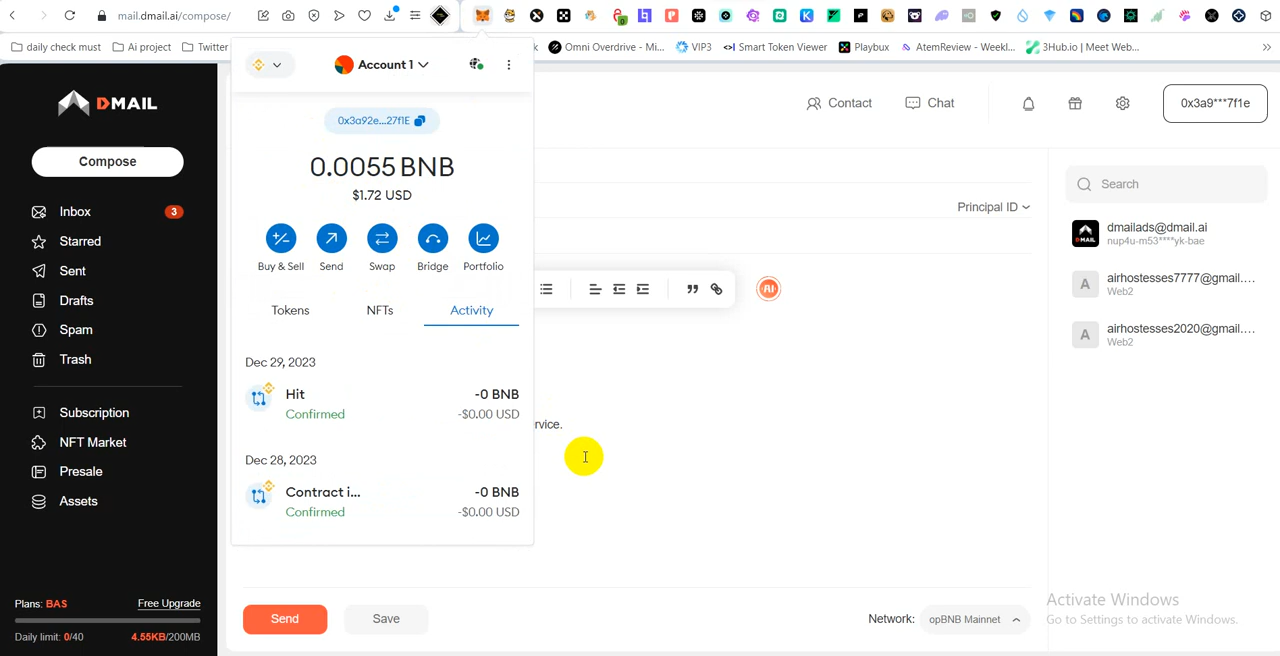 mail.dmail.ai/compose/
daily check must
Ai project
Twitter
k
Omni Overdrive - Mi...
VIP3
Smart Token Viewer
Playbux
AtemReview - Weekl...
3Hub.io | Meet Web...
DMAIL
Compose
Inbox
3
Starred
Sent
Drafts
Spam
Trash
Subscription
NFT Market
Presale
Assets
Plans: BAS
Free Upgrade
Daily limit: 0/40
4.55KB/200MB
Account 1
0x3a92e...27f1E
0.0055 BNB
$1.72 USD
Buy & Sell
Send
Swap
Bridge
Portfolio
Tokens
NFTs
Activity
Dec 29, 2023
Hit
-0 BNB
Confirmed
-$0.00 USD
Dec 28, 2023
Contract i...
-0 BNB
Confirmed
-$0.00 USD
Contact
Chat
0x3a9***7f1e
Principal ID
AI
rvice.
Send
Save
Network:
opBNB Mainnet
Search
dmailads@dmail.ai
nup4u-m53****yk-bae
A
airhostesses7777@gmail....
Web2
A
airhostesses2020@gmail....
Web2
Activate Windows
Go to Settings to activate Windows.